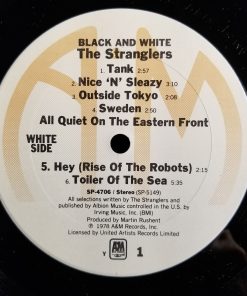 BLACK AND WHITE
The Stranglers
1. Tank 2:57
2. Nice 'N' Sleazy 3:10
3. Outside Tokyo 2:08
4. Sweden 2:50
All Quiet On The Eastern Front
WHITE
SIDE
5. Hey (Rise Of The Robots) 2:15
6. Toiler Of The Sea 5:35
SP-4706 / Stereo (SP-5149)
All selections written by The Stranglers and
published by Albion Music controlled in the U.S. by
Irving Music, Inc. (BMI)
Produced by Martin Rushent
℗ 1978 A&M Records, Inc.
Licensed by United Artists Records Limited
Y
A&M
1